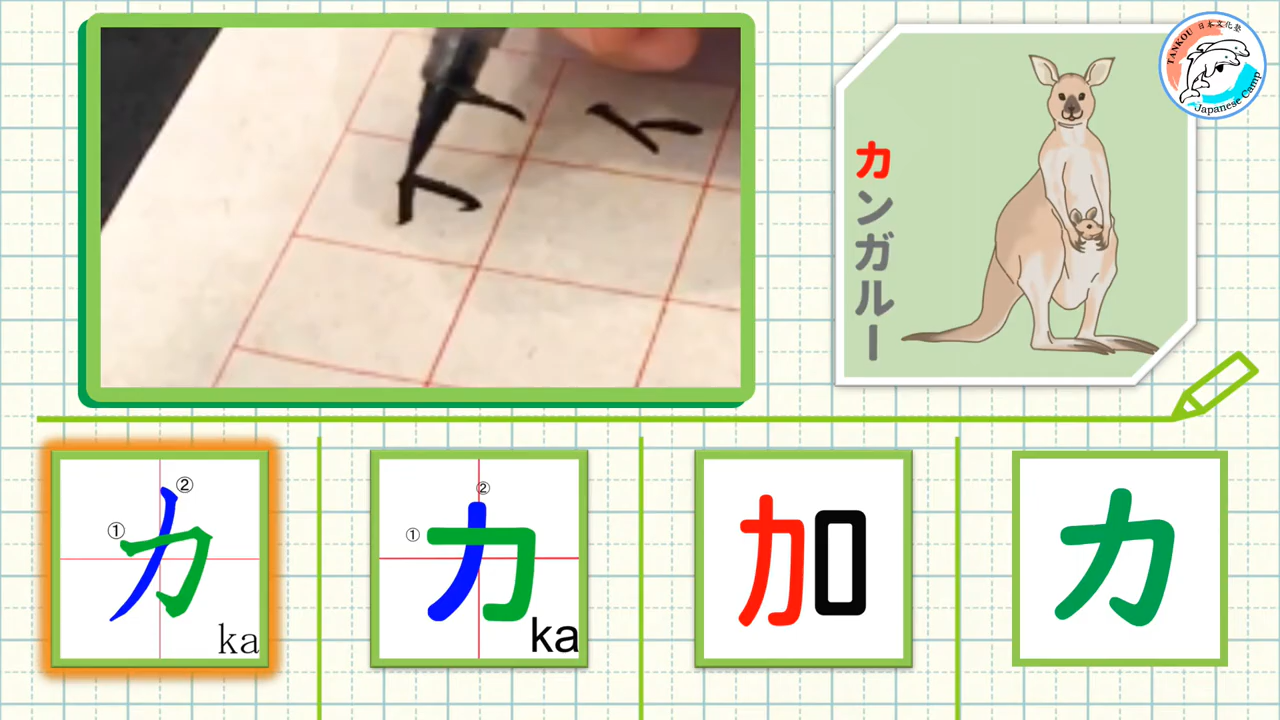 カンガルー
TANKOU 日本文化塾
Japanese Camp
① ② カ ka
① ② カ ka
加
カ